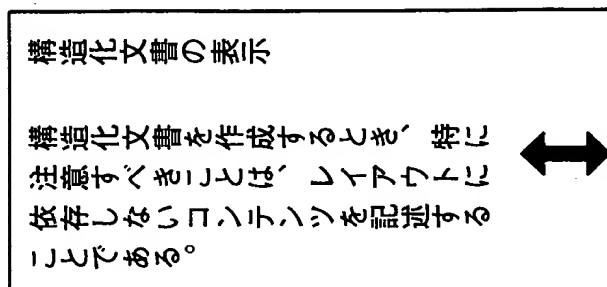 構造化文書の表示
構造化文書を作成するとき、特に
注意すべきことは、レイアウトに
依存しないコンテンツを記述する
ことである。